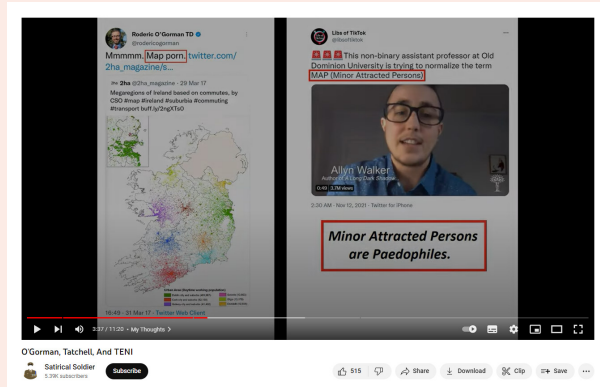 Roderic O'Gorman TD
@rodericogorman
Mmmmm. Map porn. twitter.com/
2ha_magazine/s...
2ha @2ha_magazine · 29 Mar 17
Megaregions of Ireland based on commutes, by
CSO #map #ireland #suburbia #commuting
#transport buff.ly/2ngXTs0
16:49 · 31 Mar 17 · Twitter Web Client
Libs of TikTok
@libsoftiktok
This non-binary assistant professor at Old
Dominion University is trying to normalize the term
MAP (Minor Attracted Persons)
Allyn Walker
Author of A Long Dark Shadow
0:40 3.7M views
2:30 AM · Nov 12, 2021 · Twitter for iPhone
Minor Attracted Persons
are Paedophiles.
3:37 / 11:20 • My Thoughts >
O'Gorman, Tatchell, And TENI
Satirical Soldier
5.39K subscribers
Subscribe
515
Share
Download
Clip
Save